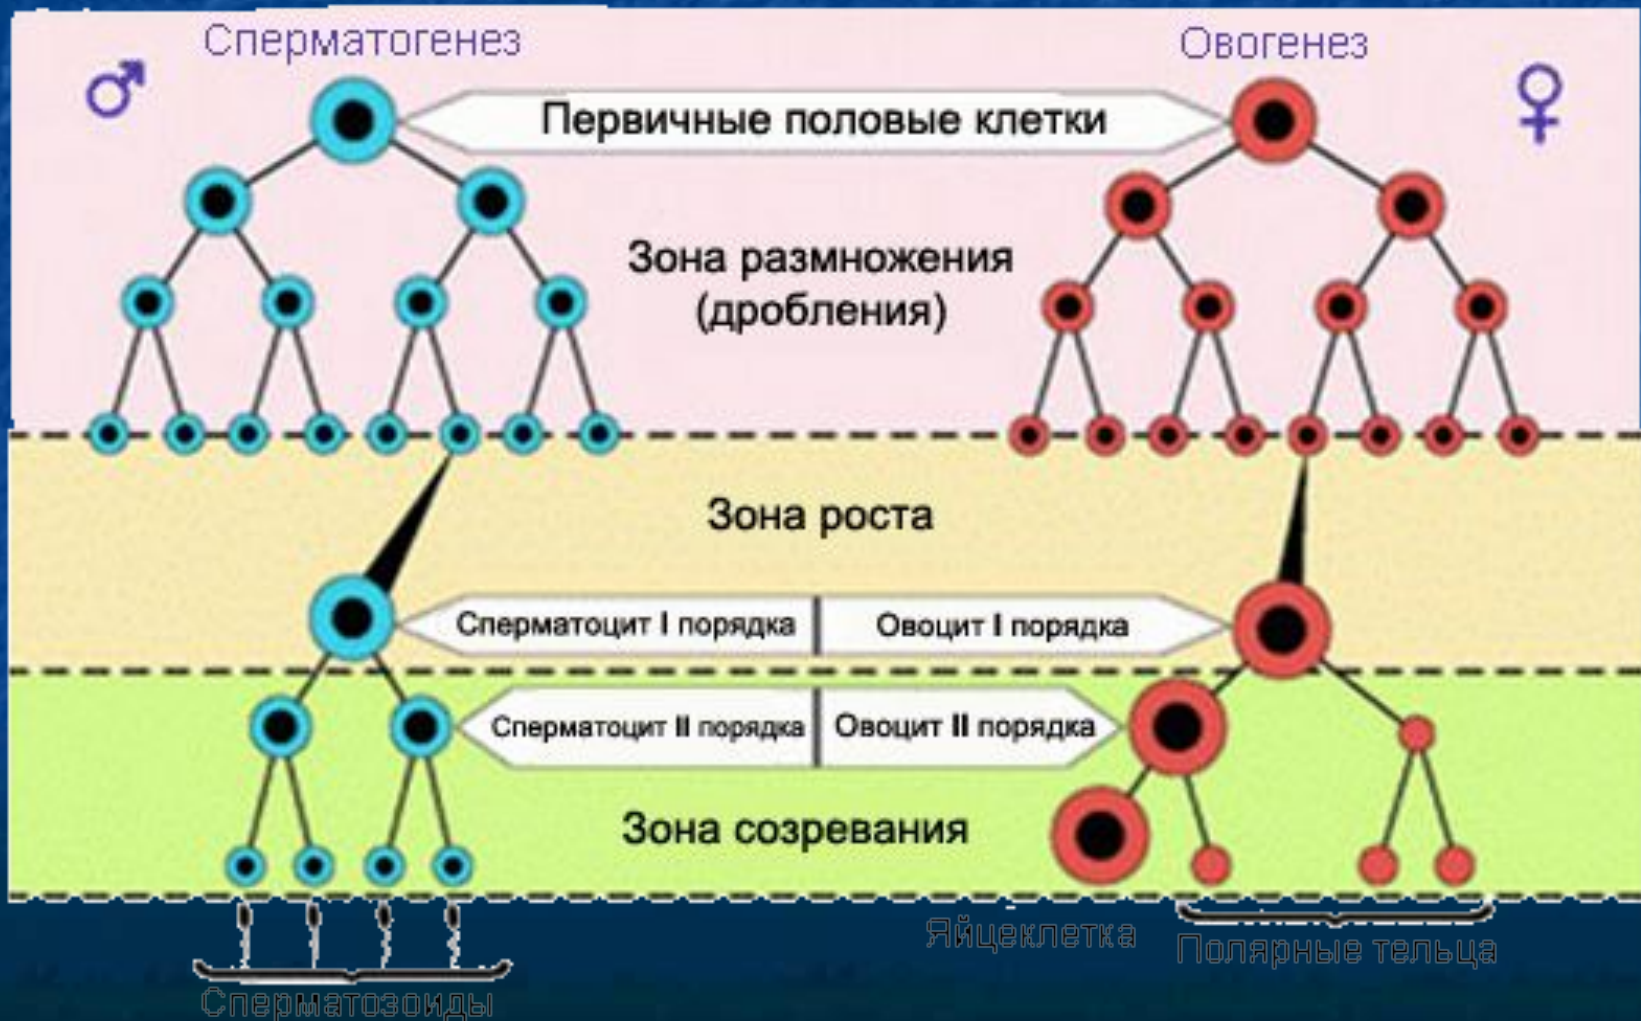 Сперматогенез
Овогенез
Первичные половые клетки
Зона размножения
(дробления)
Зона роста
Сперматоцит I порядка
Овоцит I порядка
Сперматоцит II порядка
Овоцит II порядка
Зона созревания
Яйцеклетка
Полярные тельца
Сперматозоиды